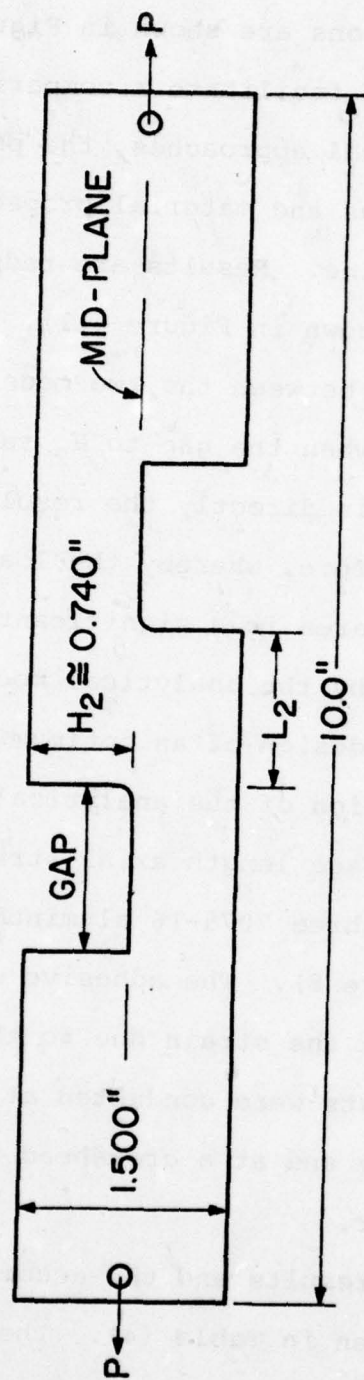 P
1.500"
GAP
H₂ ≅ 0.740"
MID-PLANE
P
L₂
10.0"